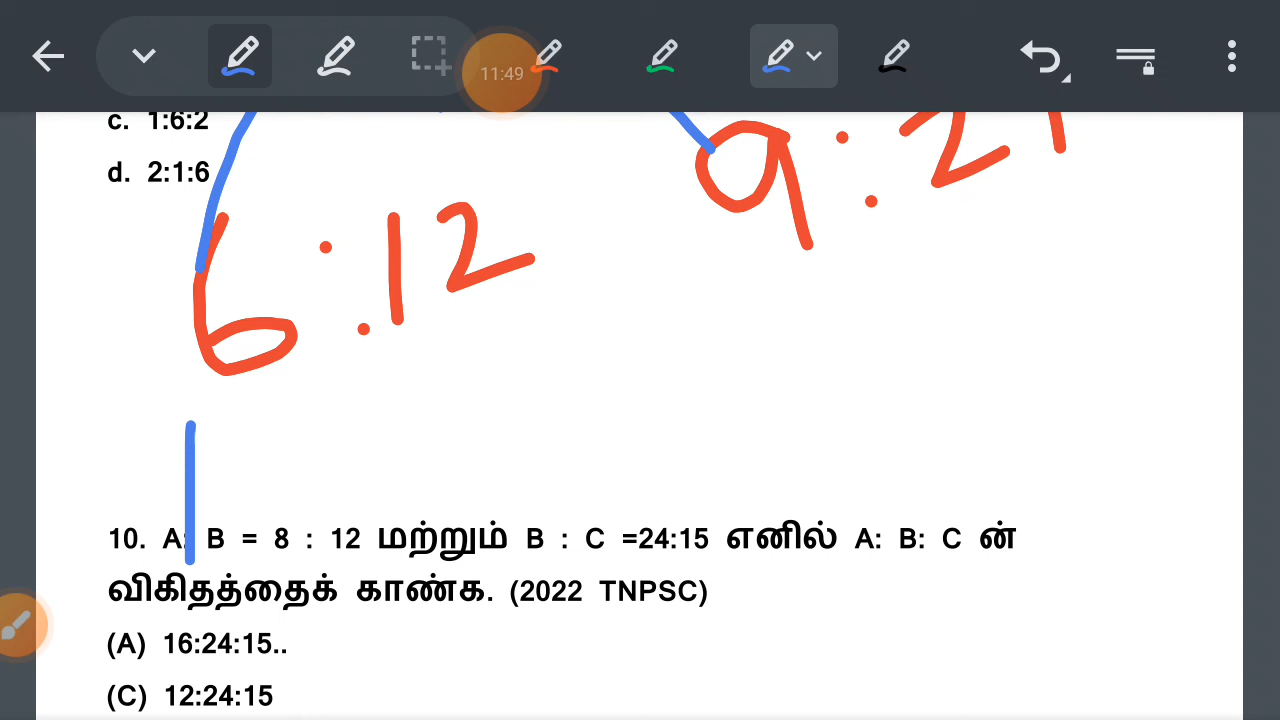 11:49
c. 1:6:2
d. 2:1:6
9 : 27
6 : 12
10. A: B = 8 : 12 மற்றும் B : C =24:15 எனில் A: B: C ன்
விகிதத்தைக் காண்க. (2022 TNPSC)
(A) 16:24:15..
(C) 12:24:15